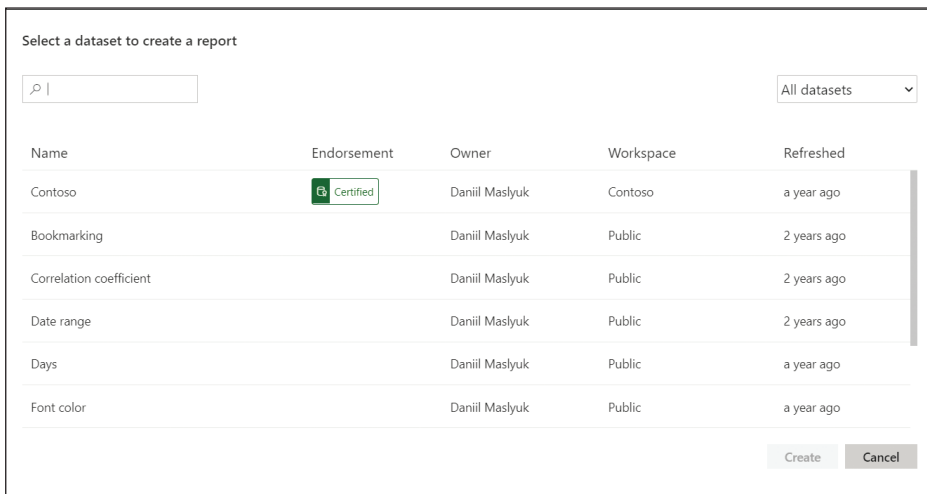 Select a dataset to create a report
All datasets
Name Endorsement Owner Workspace Refreshed
Contoso Certified Daniil Maslyuk Contoso a year ago
Bookmarking Daniil Maslyuk Public 2 years ago
Correlation coefficient Daniil Maslyuk Public 2 years ago
Date range Daniil Maslyuk Public 2 years ago
Days Daniil Maslyuk Public a year ago
Font color Daniil Maslyuk Public a year ago
Create Cancel